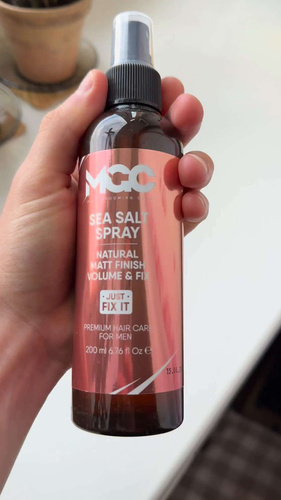 MGC
SEA SALT
SPRAY
NATURAL
MATT FINISH
VOLUME & FIX
· JUST ·
FIX IT
PREMIUM HAIR CARE
FOR MEN
200 ml 6.76 fl Oz ℮